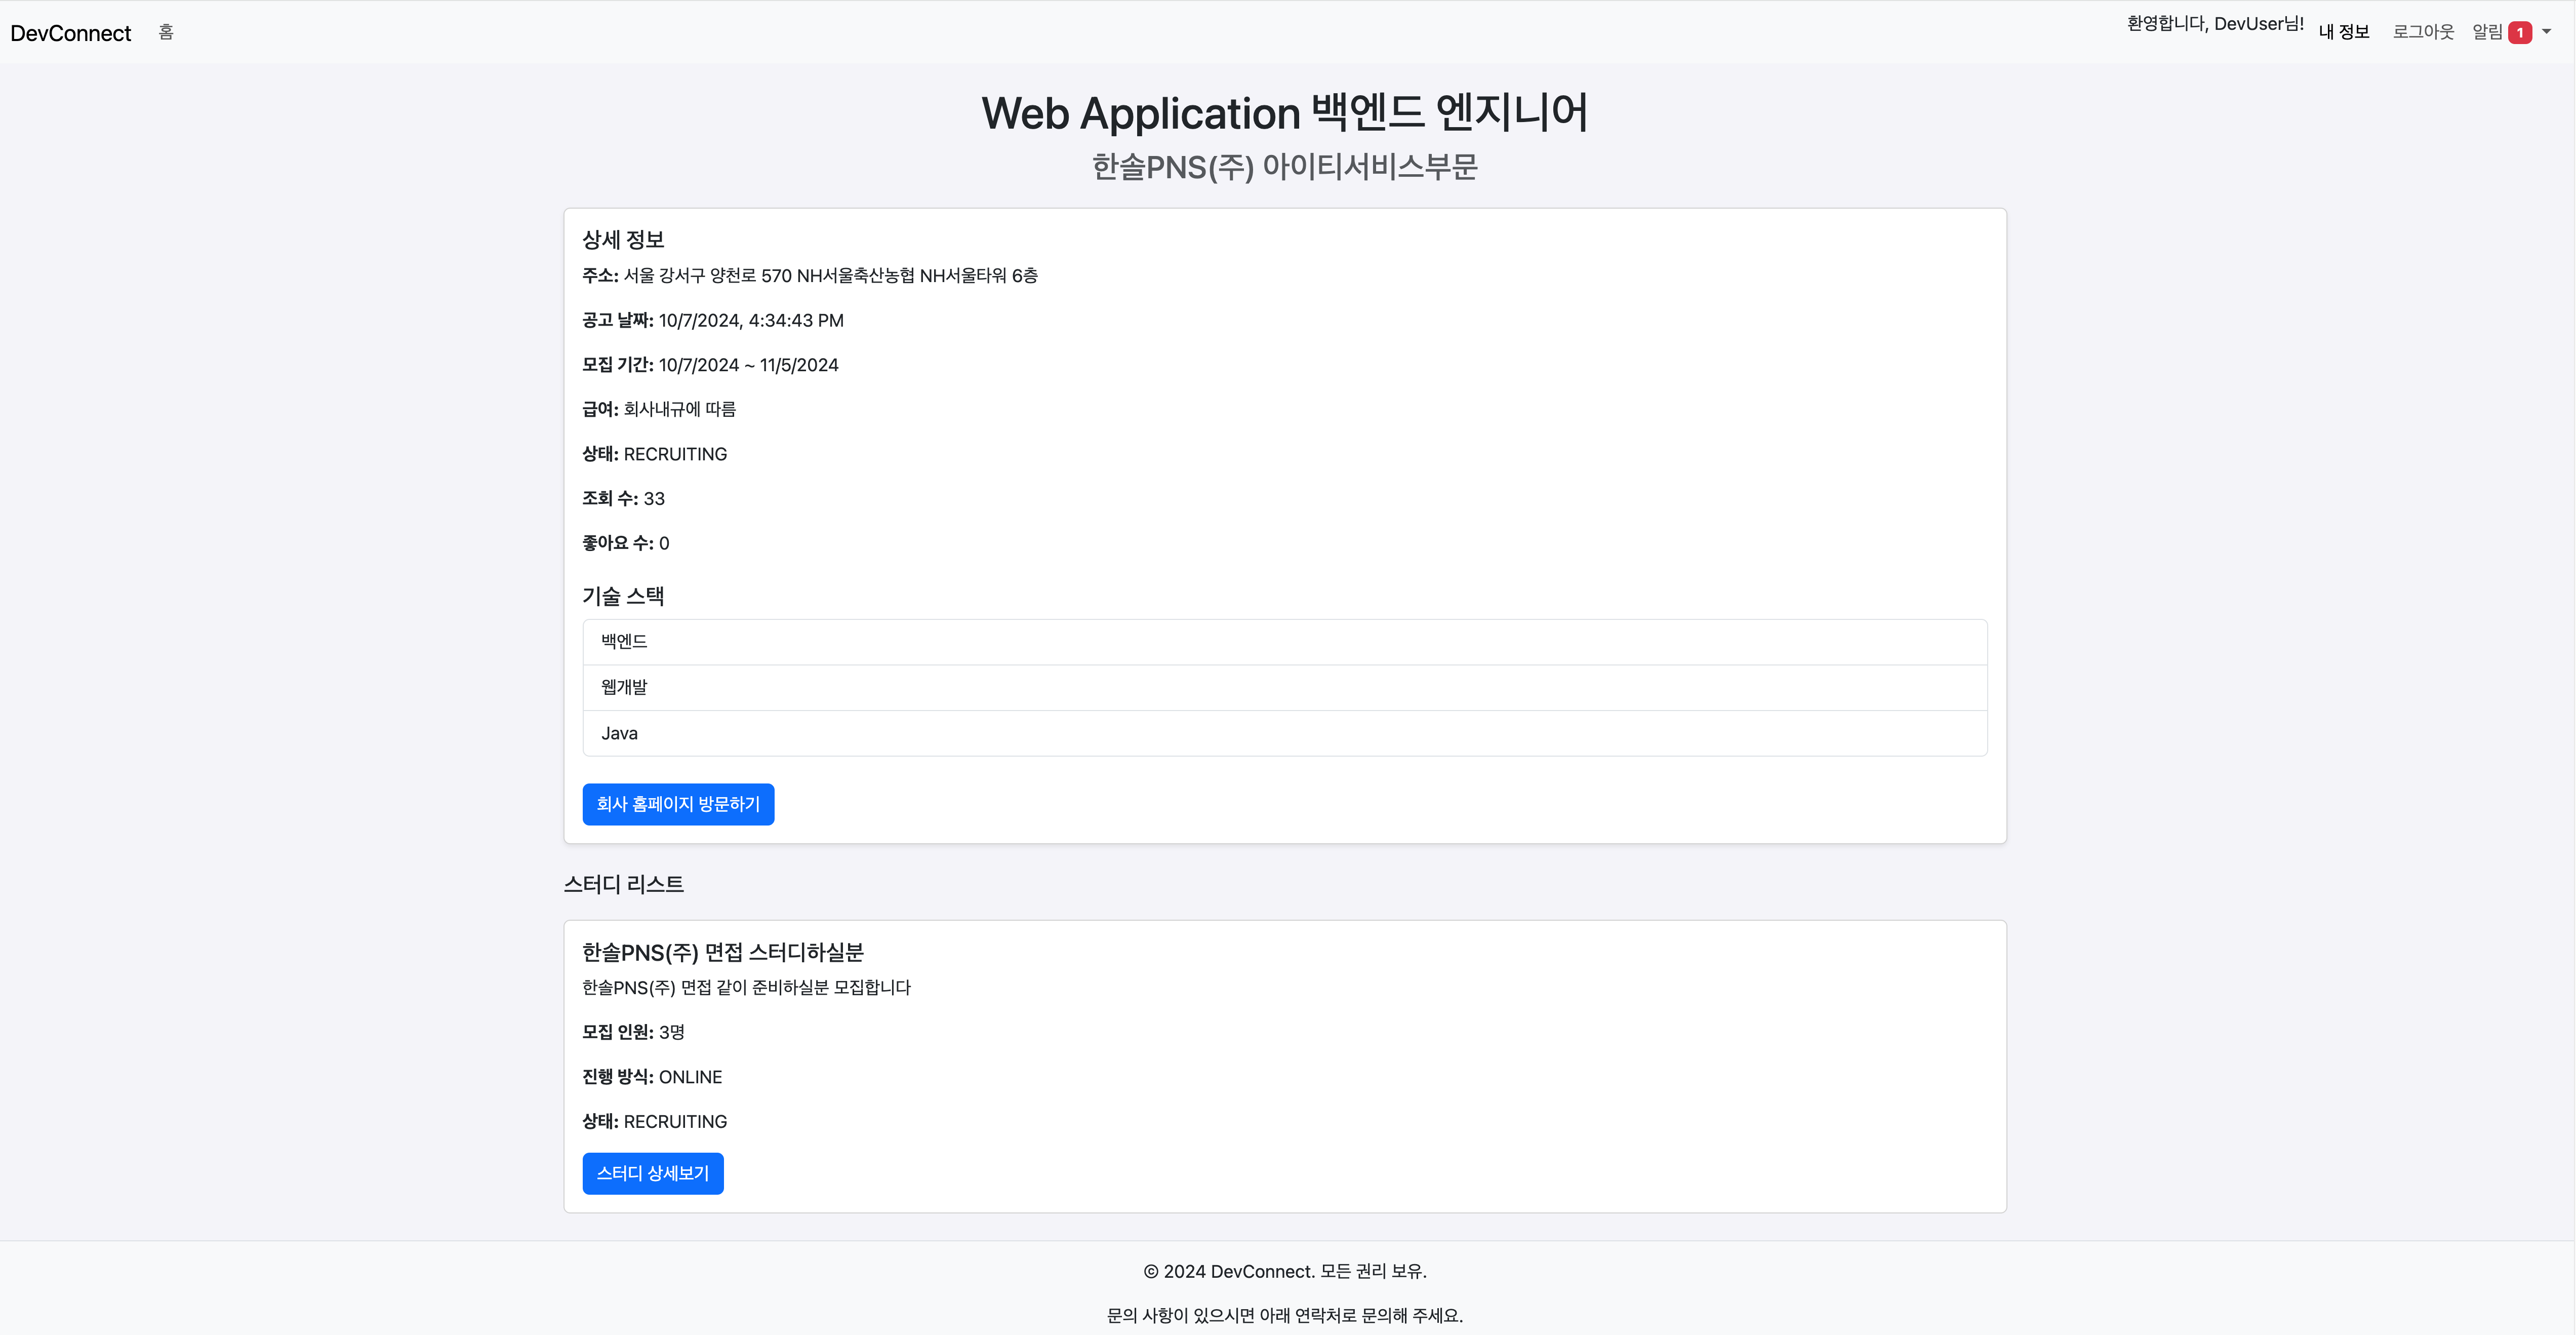 DevConnect 홈 환영합니다, DevUser님! 내 정보 로그아웃 알림 1
Web Application 백엔드 엔지니어
한솔PNS(주) 아이티서비스부문
상세 정보
주소: 서울 강서구 양천로 570 NH서울축산농협 NH서울타워 6층
공고 날짜: 10/7/2024, 4:34:43 PM
모집 기간: 10/7/2024 ~ 11/5/2024
급여: 회사내규에 따름
상태: RECRUITING
조회 수: 33
좋아요 수: 0
기술 스택
백엔드
웹개발
Java
회사 홈페이지 방문하기
스터디 리스트
한솔PNS(주) 면접 스터디하실분
한솔PNS(주) 면접 같이 준비하실분 모집합니다
모집 인원: 3명
진행 방식: ONLINE
상태: RECRUITING
스터디 상세보기
© 2024 DevConnect. 모든 권리 보유.
문의 사항이 있으시면 아래 연락처로 문의해 주세요.